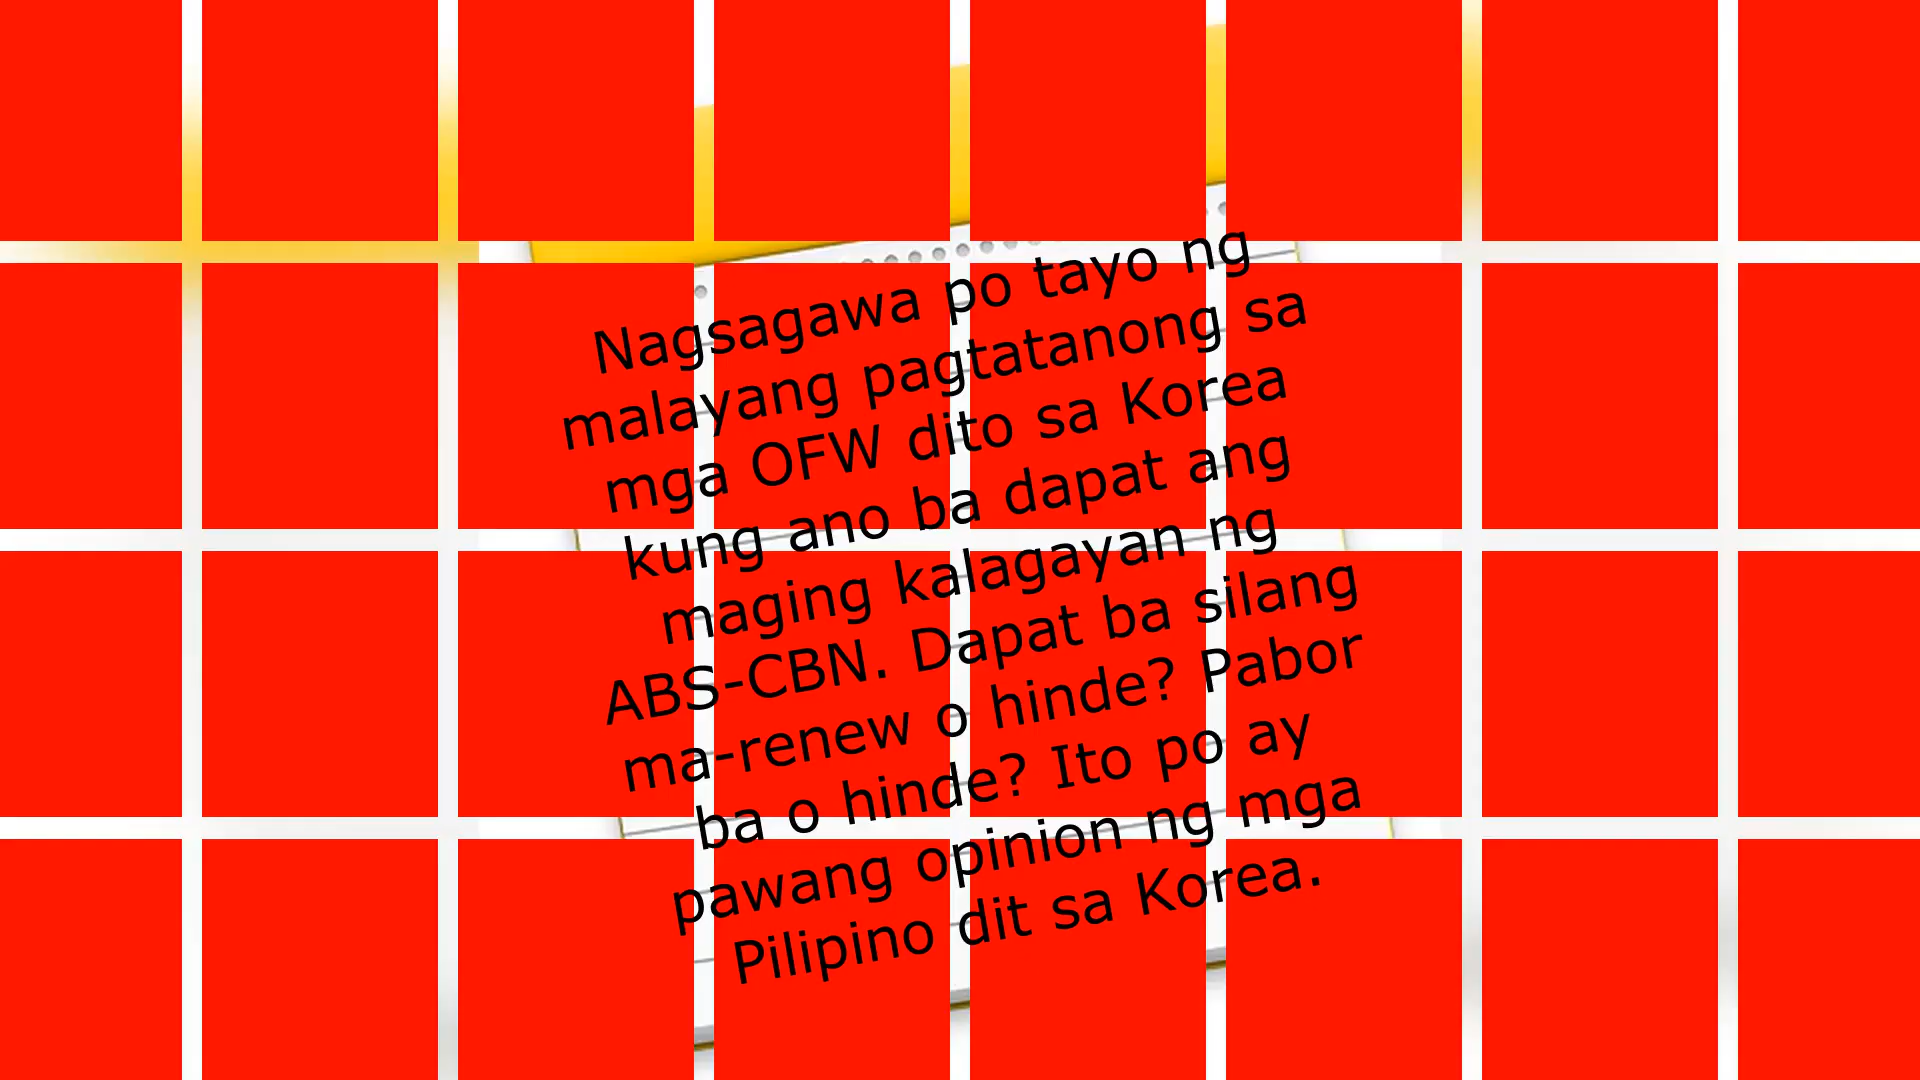 Nagsagawa po tayo ng
malayang pagtatanong sa
mga OFW dito sa Korea
kung ano ba dapat ang
maging kalagayan ng
ABS-CBN. Dapat ba silang
ma-renew o hinde? Pabor
ba o hinde? Ito po ay
pawang opinion ng mga
Pilipino dit sa Korea.